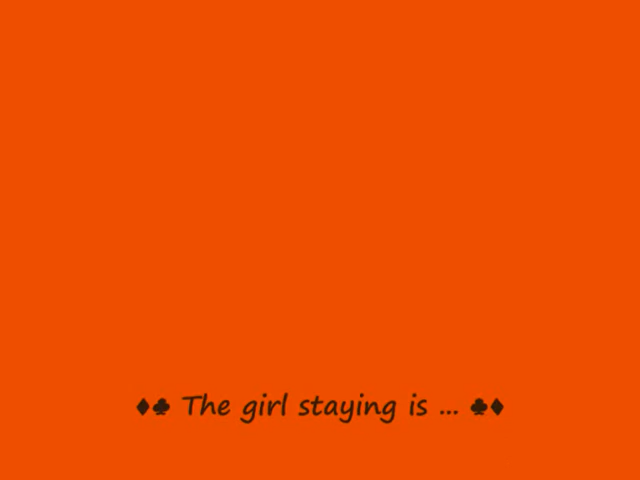 ♦♣ The girl staying is ... ♣♦